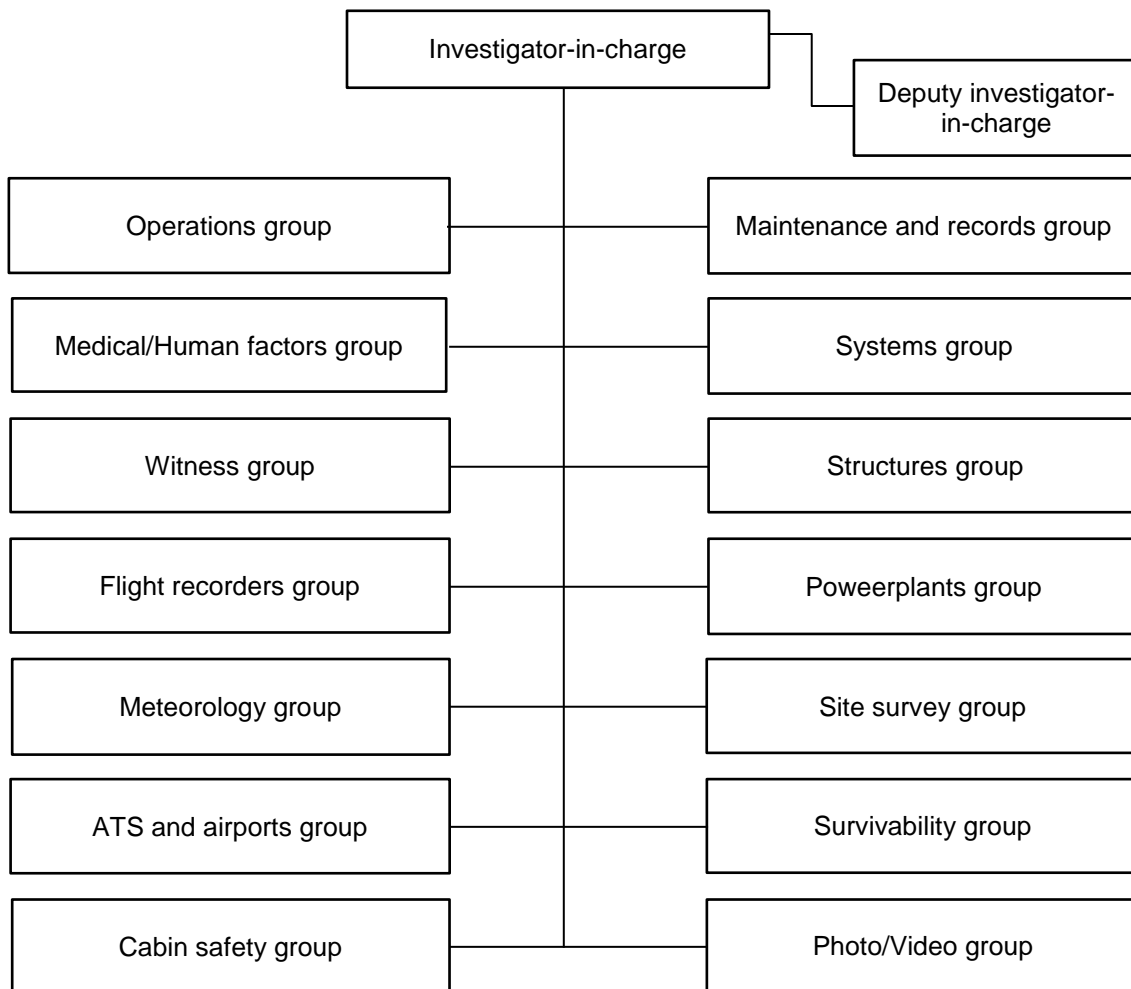 Investigator-in-charge
Deputy investigator-
in-charge
Operations group
Maintenance and records group
Medical/Human factors group
Systems group
Witness group
Structures group
Flight recorders group
Poweerplants group
Meteorology group
Site survey group
ATS and airports group
Survivability group
Cabin safety group
Photo/Video group